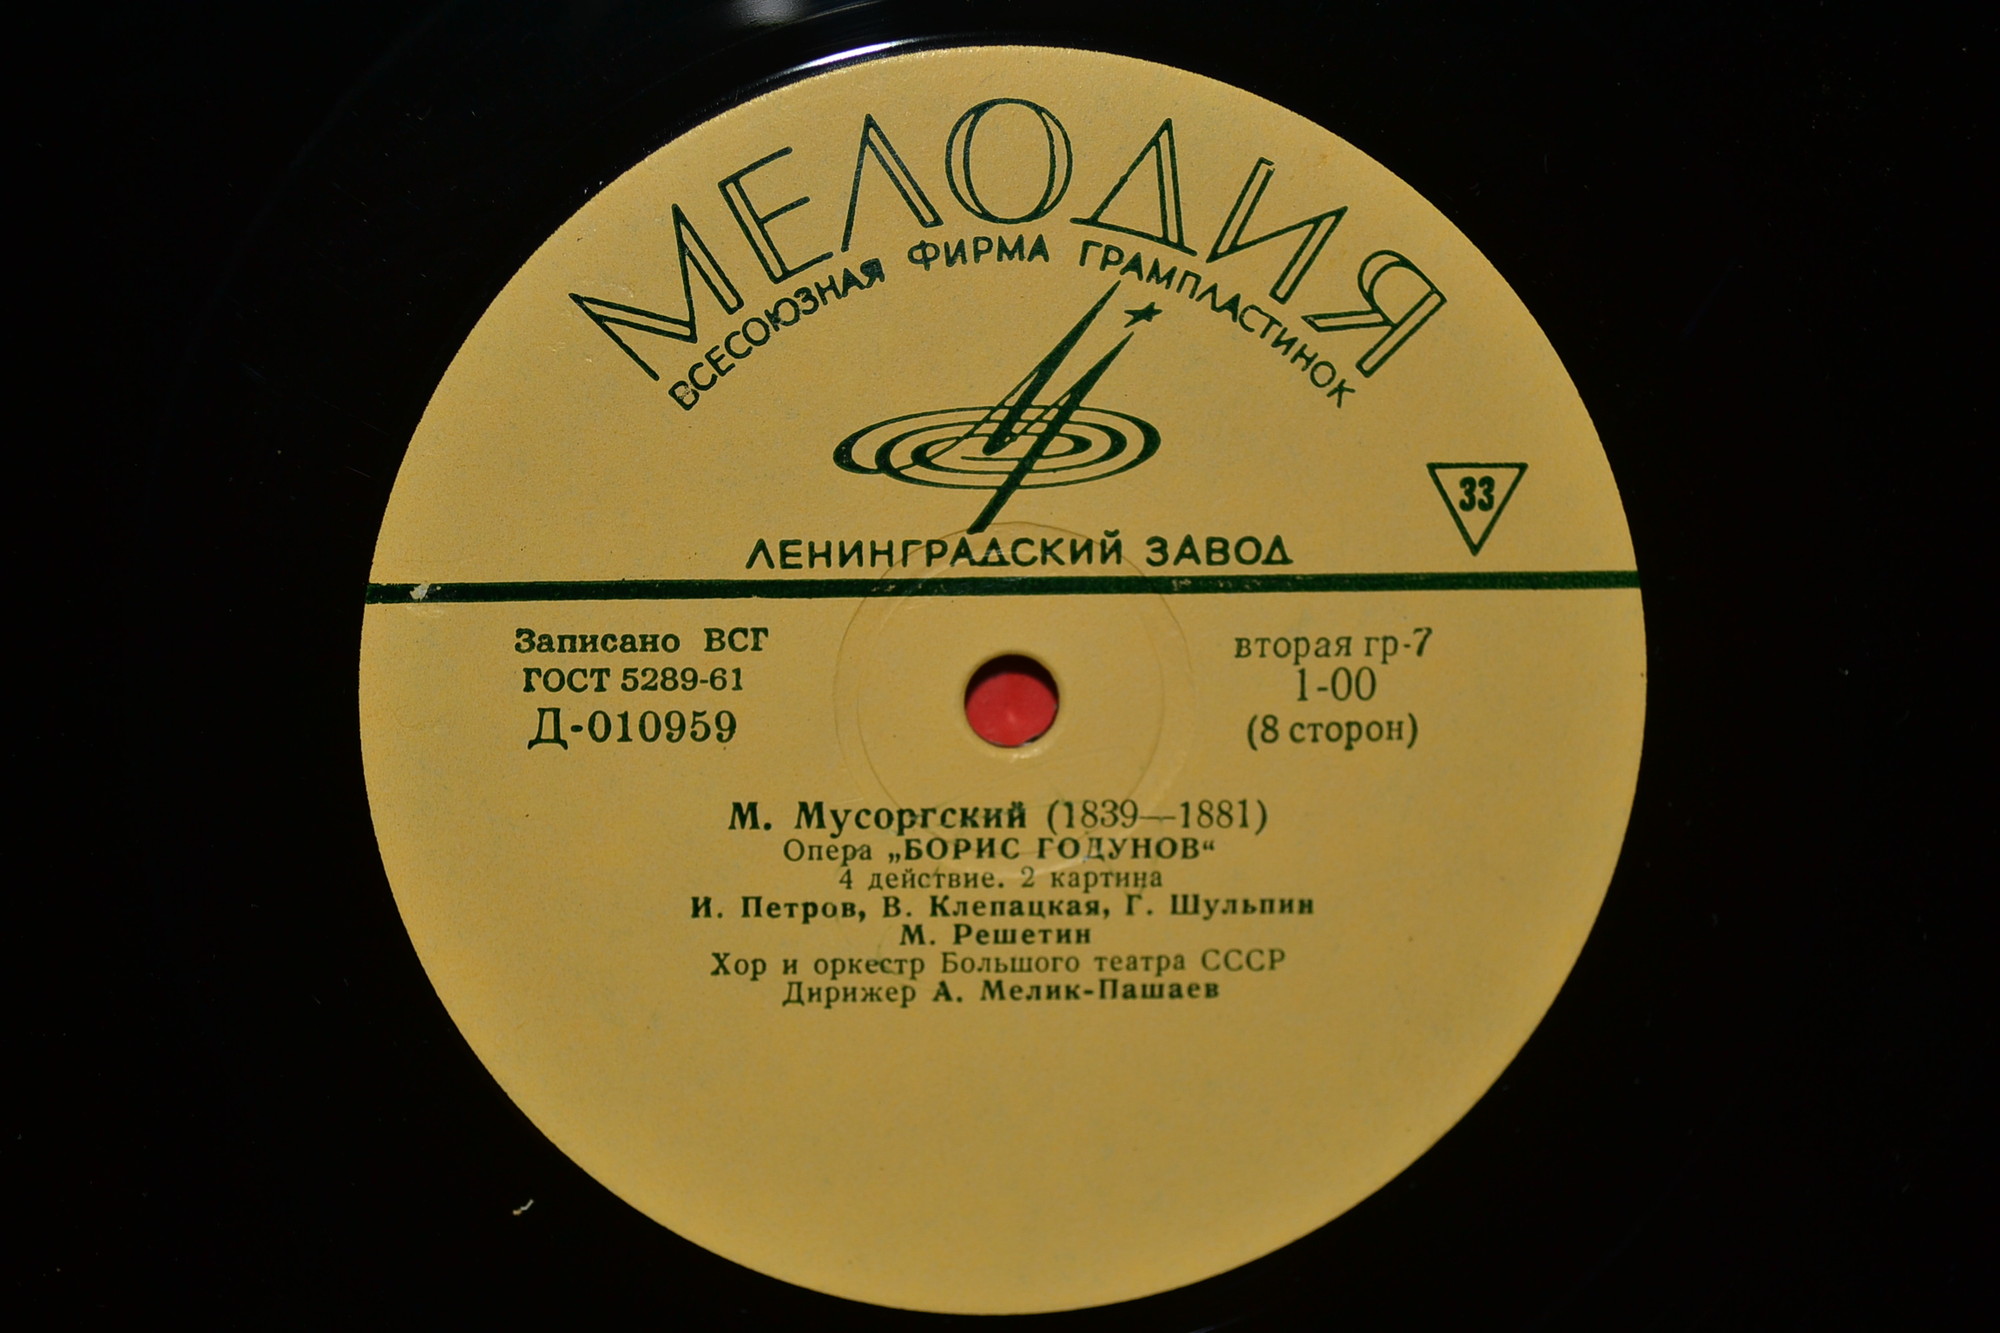 МЕЛОДИЯ
ВСЕСОЮЗНАЯ ФИРМА ГРАМПЛАСТИНОК
33
ЛЕНИНГРАДСКИЙ ЗАВОД
Записано ВСГ
ГОСТ 5289-61
Д-010959
вторая гр-7
1-00
(8 сторон)
М. Мусоргский (1839—1881)
Опера „БОРИС ГОДУНОВ“
4 действие. 2 картина
И. Петров, В. Клепацкая, Г. Шульпин
М. Решетин
Хор и оркестр Большого театра СССР
Дирижер А. Мелик-Пашаев